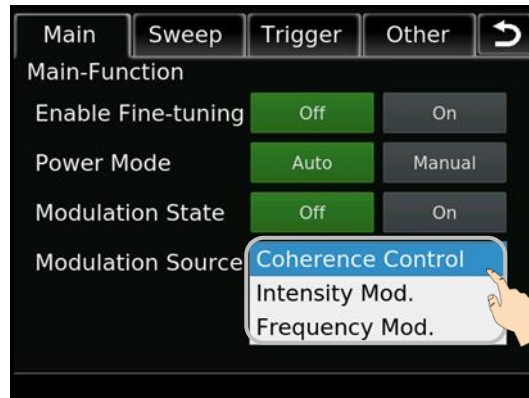 Main Sweep Trigger Other
Main-Function
Enable Fine-tuning Off On
Power Mode Auto Manual
Modulation State Off On
Modulation Source Coherence Control
Intensity Mod.
Frequency Mod.